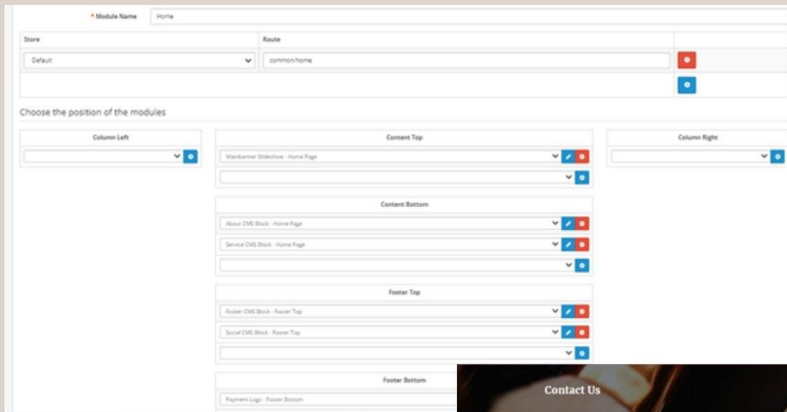 * Module Name Home
Store Route
Default common/home
Choose the position of the modules
Column Left Content Top Column Right
Mainbanner Slideshow - Home Page
Content Bottom
About CMS Block - Home Page
Service CMS Block - Home Page
Footer Top
Footer CMS Block - Footer Top
Social CMS Block - Footer Top
Footer Bottom
Payment Logo - Footer Bottom
Contact Us